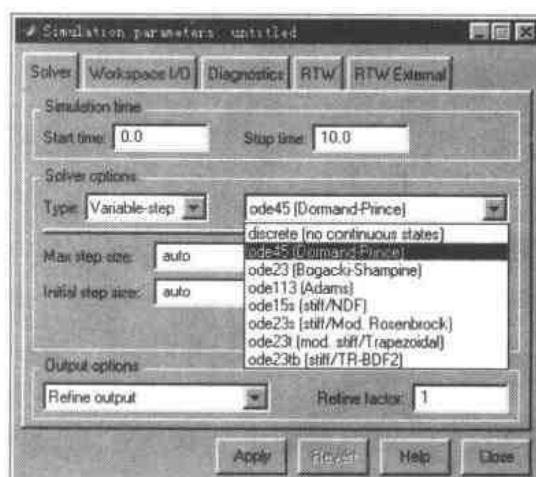 Simulation parameters: untitled
Solver Workspace I/O Diagnostics RTW RTW External
Simulation time
Start time: 0.0 Stop time: 10.0
Solver options
Type: Variable-step ode45 (Dormand-Prince)
discrete (no continuous states)
ode45 (Dormand-Prince)
ode23 (Bogacki-Shampine)
ode113 (Adams)
ode15s (stiff/NDF)
ode23s (stiff/Mod. Rosenbrock)
ode23t (mod. stiff/Trapezoidal)
ode23tb (stiff/TR-BDF2)
Max step size: auto
Initial step size: auto
Output options
Refine output Refine factor: 1
Apply Revert Help Close